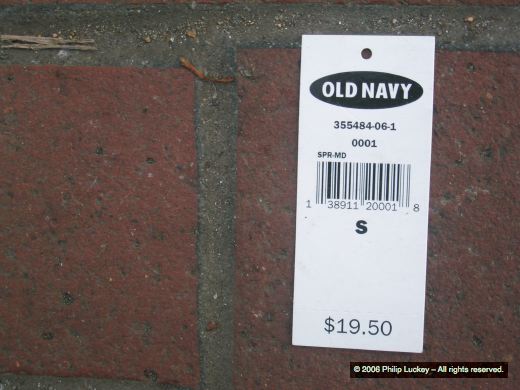 OLD NAVY
355484-06-1
0001
SPR-MD
1 38911 20001 8
S
$19.50
© 2006 Philip Luckey – All rights reserved.